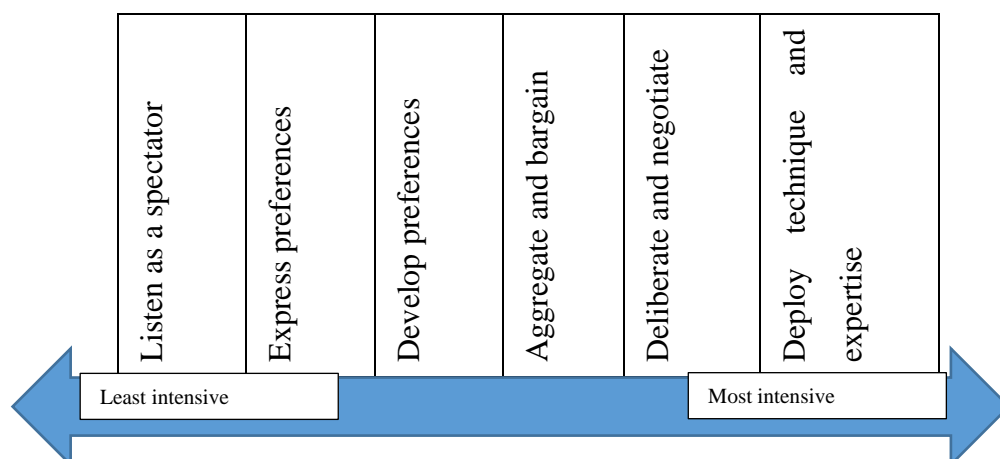 Listen as a spectator
Express preferences
Develop preferences
Aggregate and bargain
Deliberate and negotiate
Deploy technique and
expertise
Least intensive
Most intensive